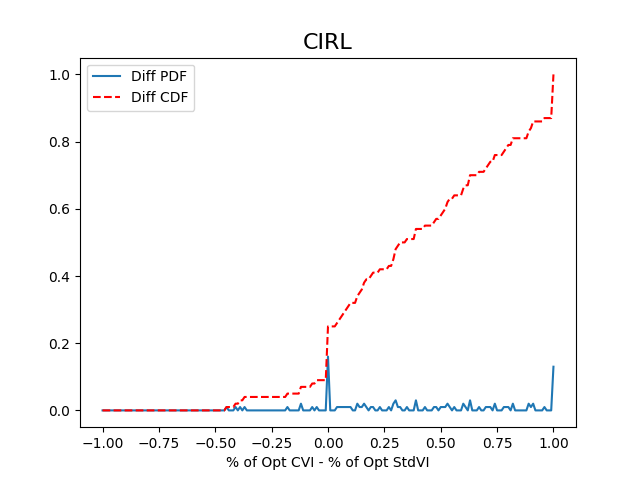 CIRL
Diff PDF
Diff CDF
1.0
0.8
0.6
0.4
0.2
0.0
−1.00 −0.75 −0.50 −0.25 0.00 0.25 0.50 0.75 1.00
% of Opt CVI - % of Opt StdVI